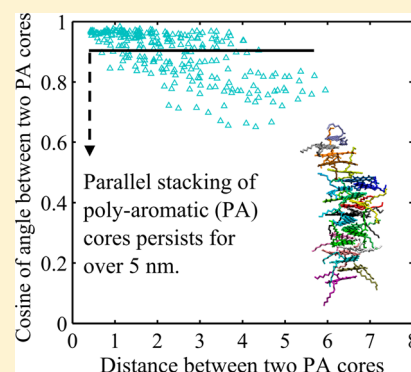 1
0.8
0.6
0.4
0.2
0
Cosine of angle between two PA cores
Parallel stacking of
poly-aromatic (PA)
cores persists for
over 5 nm.
0 1 2 3 4 5 6 7 8
Distance between two PA cores